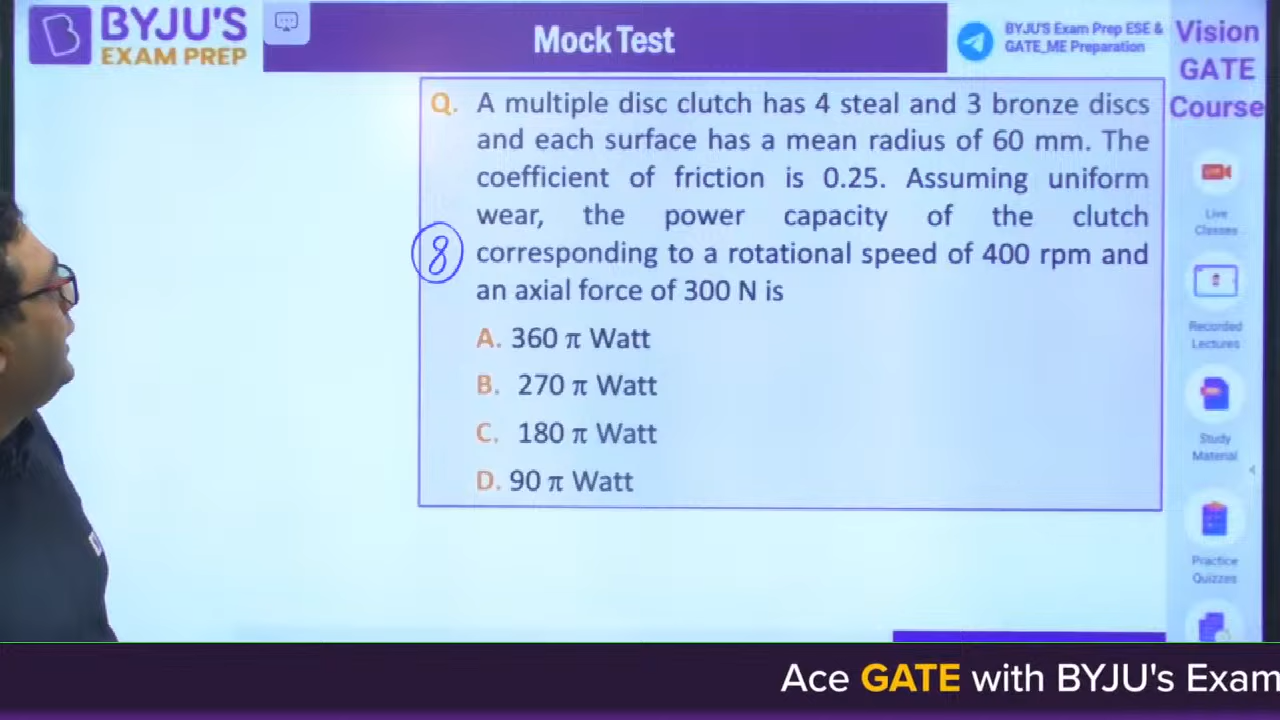 BYJU'S
EXAM PREP
Mock Test
BYJU'S Exam Prep ESE &
GATE_ME Preparation
Vision
GATE
Course
Q. A multiple disc clutch has 4 steal and 3 bronze discs
and each surface has a mean radius of 60 mm. The
coefficient of friction is 0.25. Assuming uniform
wear, the power capacity of the clutch
8 corresponding to a rotational speed of 400 rpm and
an axial force of 300 N is
A. 360 π Watt
B. 270 π Watt
C. 180 π Watt
D. 90 π Watt
Live
Classes
Recorded
Lectures
Study
Material
Practice
Quizzes
Ace GATE with BYJU's Exam